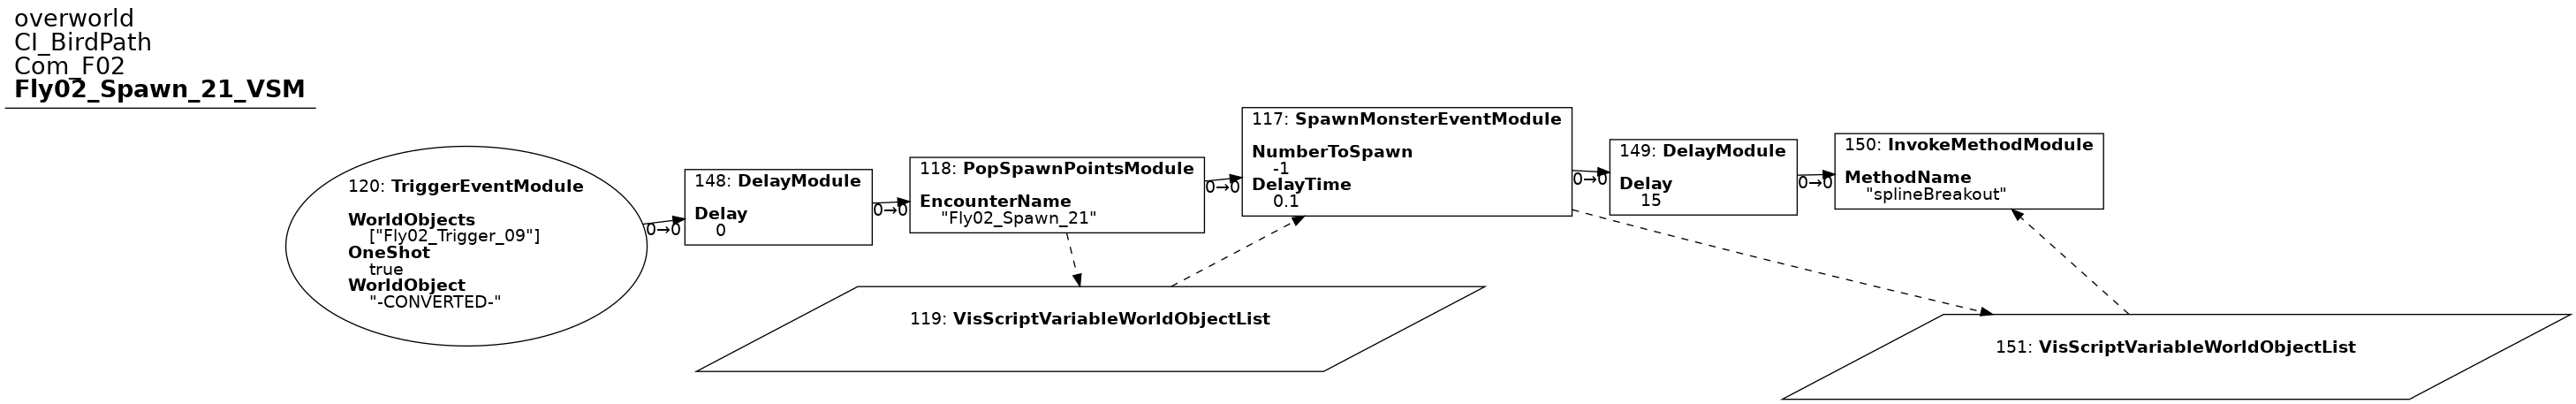 overworld
CI_BirdPath
Com_F02
Fly02_Spawn_21_VSM
120: TriggerEventModule
WorldObjects
["Fly02_Trigger_09"]
OneShot
true
WorldObject
"-CONVERTED-"
0→0
148: DelayModule
Delay
0
0→0
118: PopSpawnPointsModule
EncounterName
"Fly02_Spawn_21"
0→0
117: SpawnMonsterEventModule
NumberToSpawn
-1
DelayTime
0.1
0→0
149: DelayModule
Delay
15
0→0
150: InvokeMethodModule
MethodName
"splineBreakout"
119: VisScriptVariableWorldObjectList
151: VisScriptVariableWorldObjectList